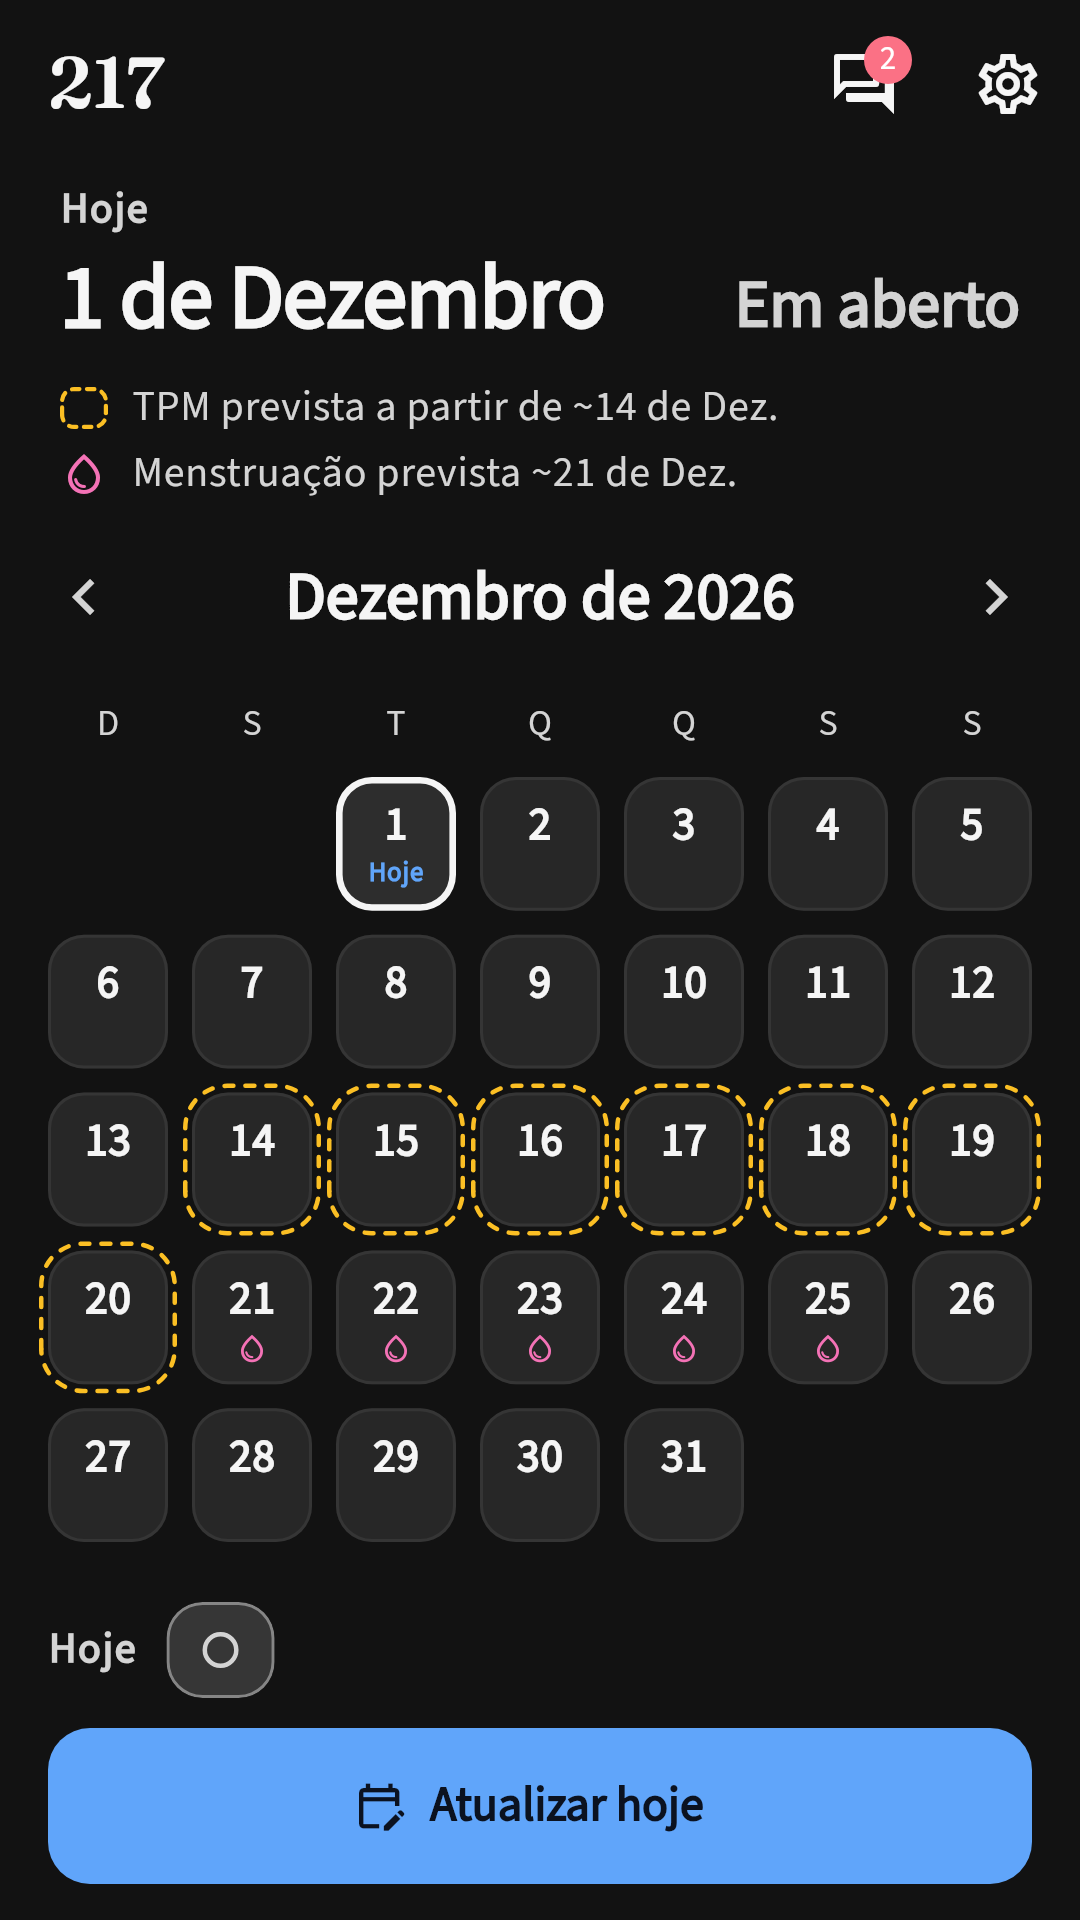 217
2
Hoje
1 de Dezembro
Em aberto
TPM prevista a partir de ~14 de Dez.
Menstruação prevista ~21 de Dez.
Dezembro de 2026
D S T Q Q S S
1 2 3 4 5
Hoje
6 7 8 9 10 11 12
13 14 15 16 17 18 19
20 21 22 23 24 25 26
27 28 29 30 31
Hoje
Atualizar hoje